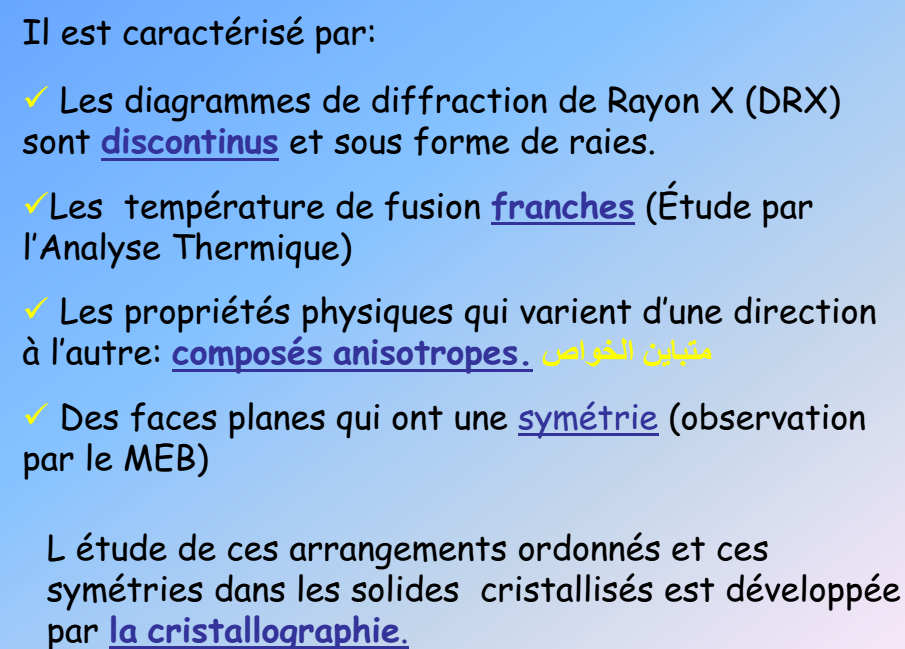 Il est caractérisé par:
✓ Les diagrammes de diffraction de Rayon X (DRX)
sont discontinus et sous forme de raies.
✓Les température de fusion franches (Étude par
l'Analyse Thermique)
✓ Les propriétés physiques qui varient d'une direction
à l'autre: composés anisotropes. متباين الخواص
✓ Des faces planes qui ont une symétrie (observation
par le MEB)
L étude de ces arrangements ordonnés et ces
symétries dans les solides cristallisés est développée
par la cristallographie.